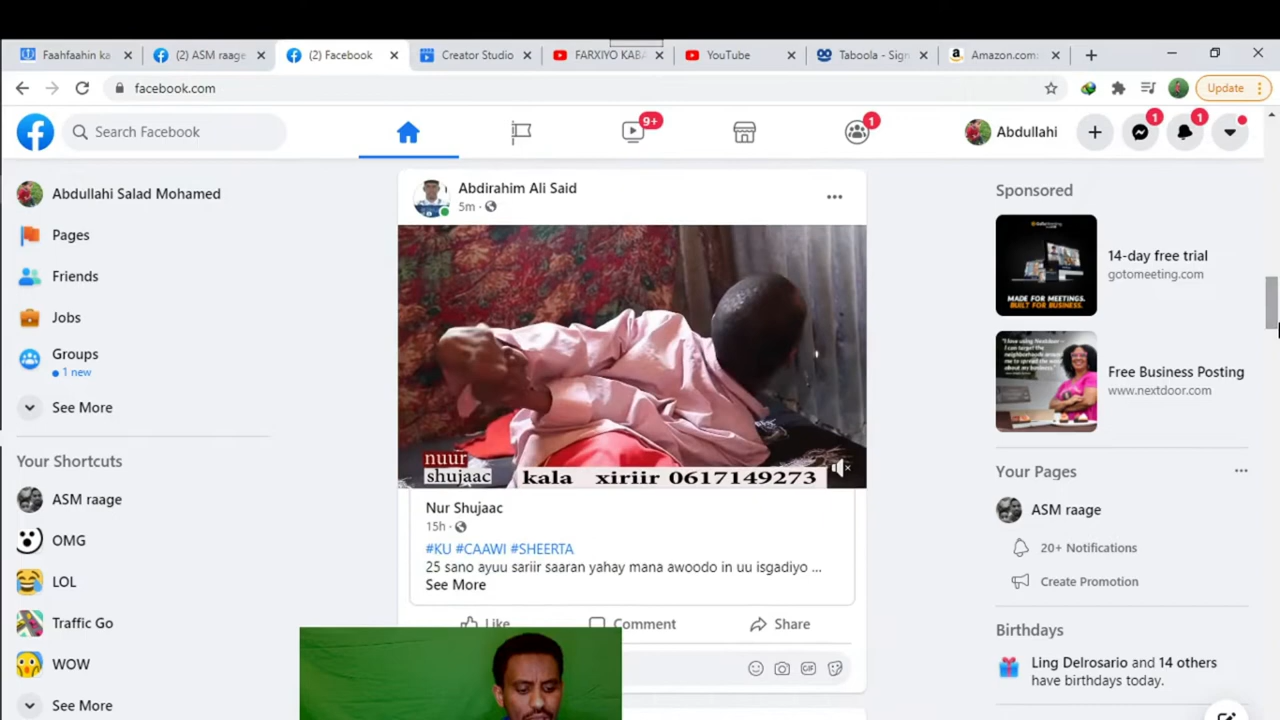 Faahfaahin ka
(2) ASM raage
(2) Facebook
Creator Studio
FARXIYO KABA
YouTube
Taboola - Sign
Amazon.com:
facebook.com
Update
Search Facebook
9+
1
Abdullahi
1
1
Abdullahi Salad Mohamed
Pages
Friends
Jobs
Groups
1 new
See More
Your Shortcuts
ASM raage
OMG
LOL
Traffic Go
WOW
See More
Abdirahim Ali Said
5m
nuur
shujaac
kala xiriir 0617149273
Nur Shujaac
15h
#KU #CAAWI #SHEERTA
25 sano ayuu sariir saaran yahay mana awoodo in uu isgadiyo ...
See More
Like
Comment
Share
GIF
Sponsored
MADE FOR MEETINGS.
BUILT FOR BUSINESS.
14-day free trial
gotomeeting.com
Free Business Posting
www.nextdoor.com
Your Pages
ASM raage
20+ Notifications
Create Promotion
Birthdays
Ling Delrosario and 14 others
have birthdays today.